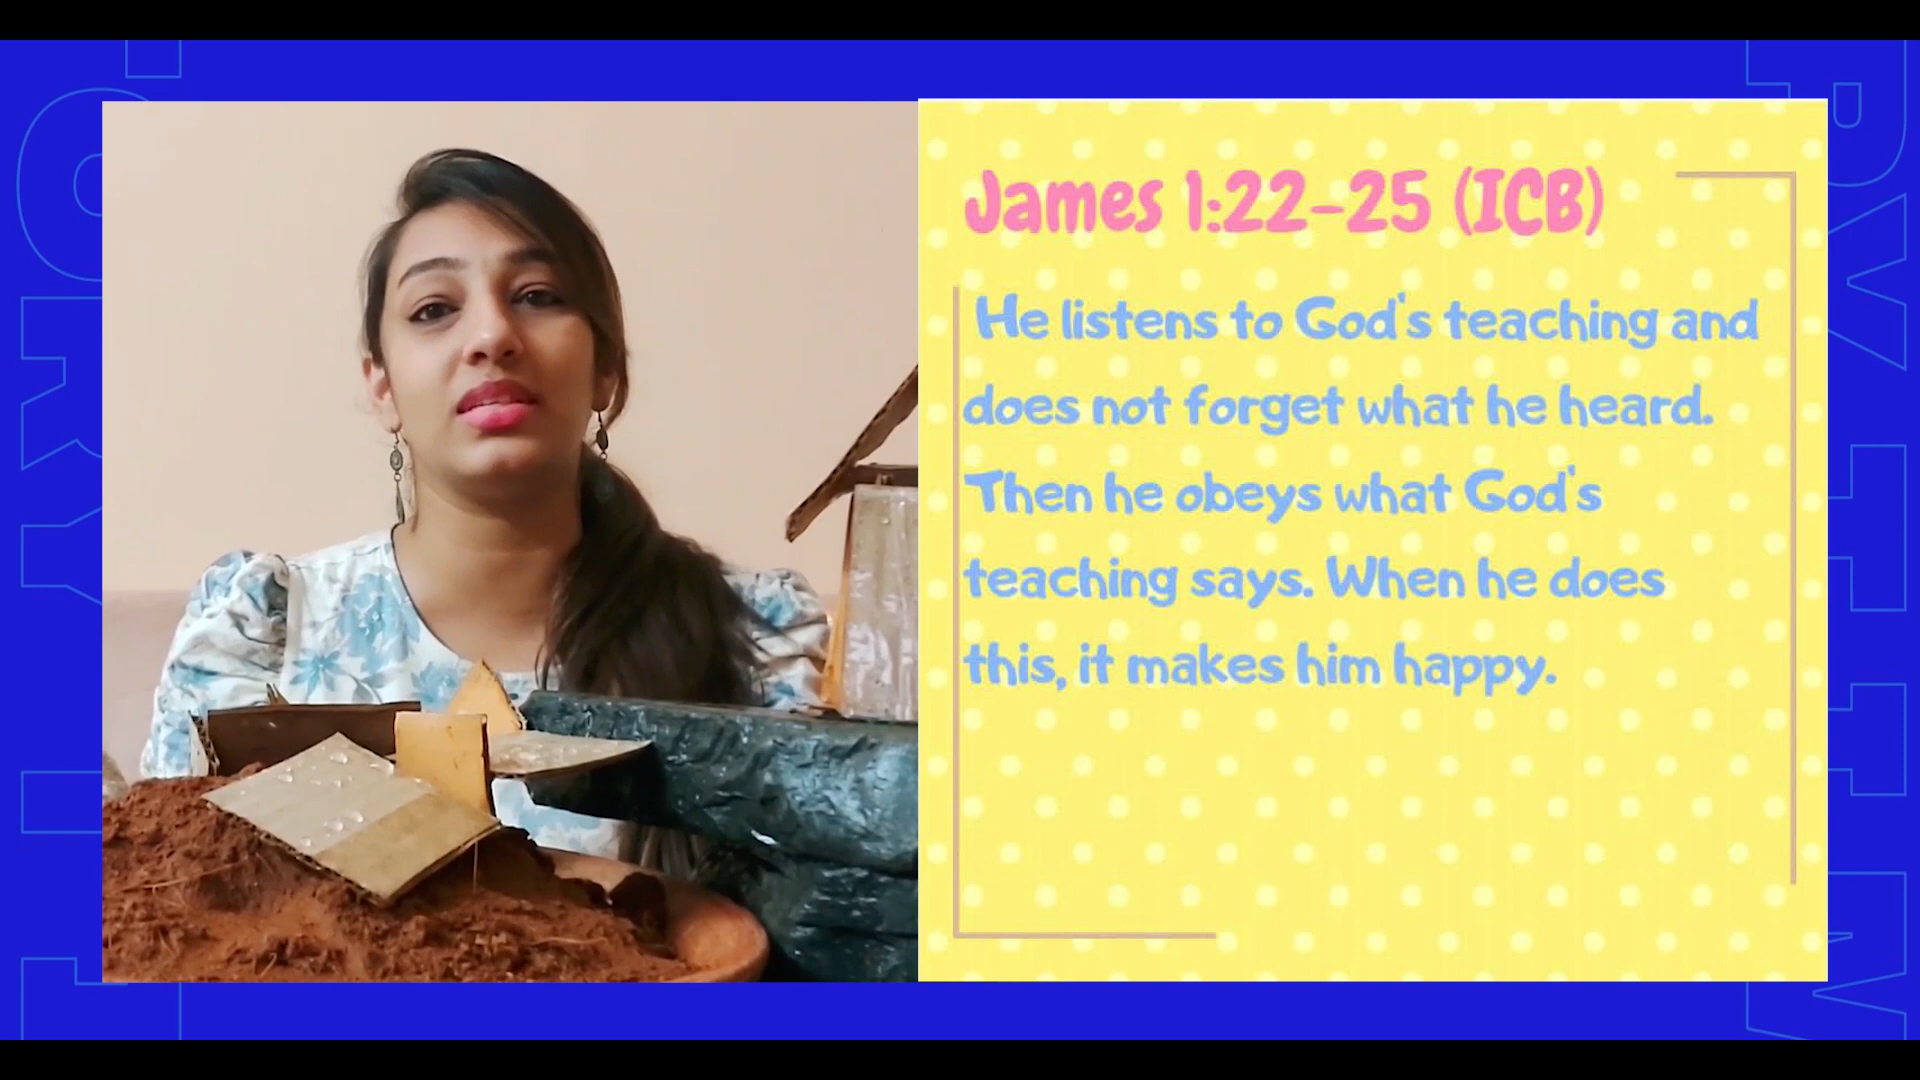 James 1:22-25 (ICB)
He listens to God's teaching and
does not forget what he heard.
Then he obeys what God's
teaching says. When he does
this, it makes him happy.